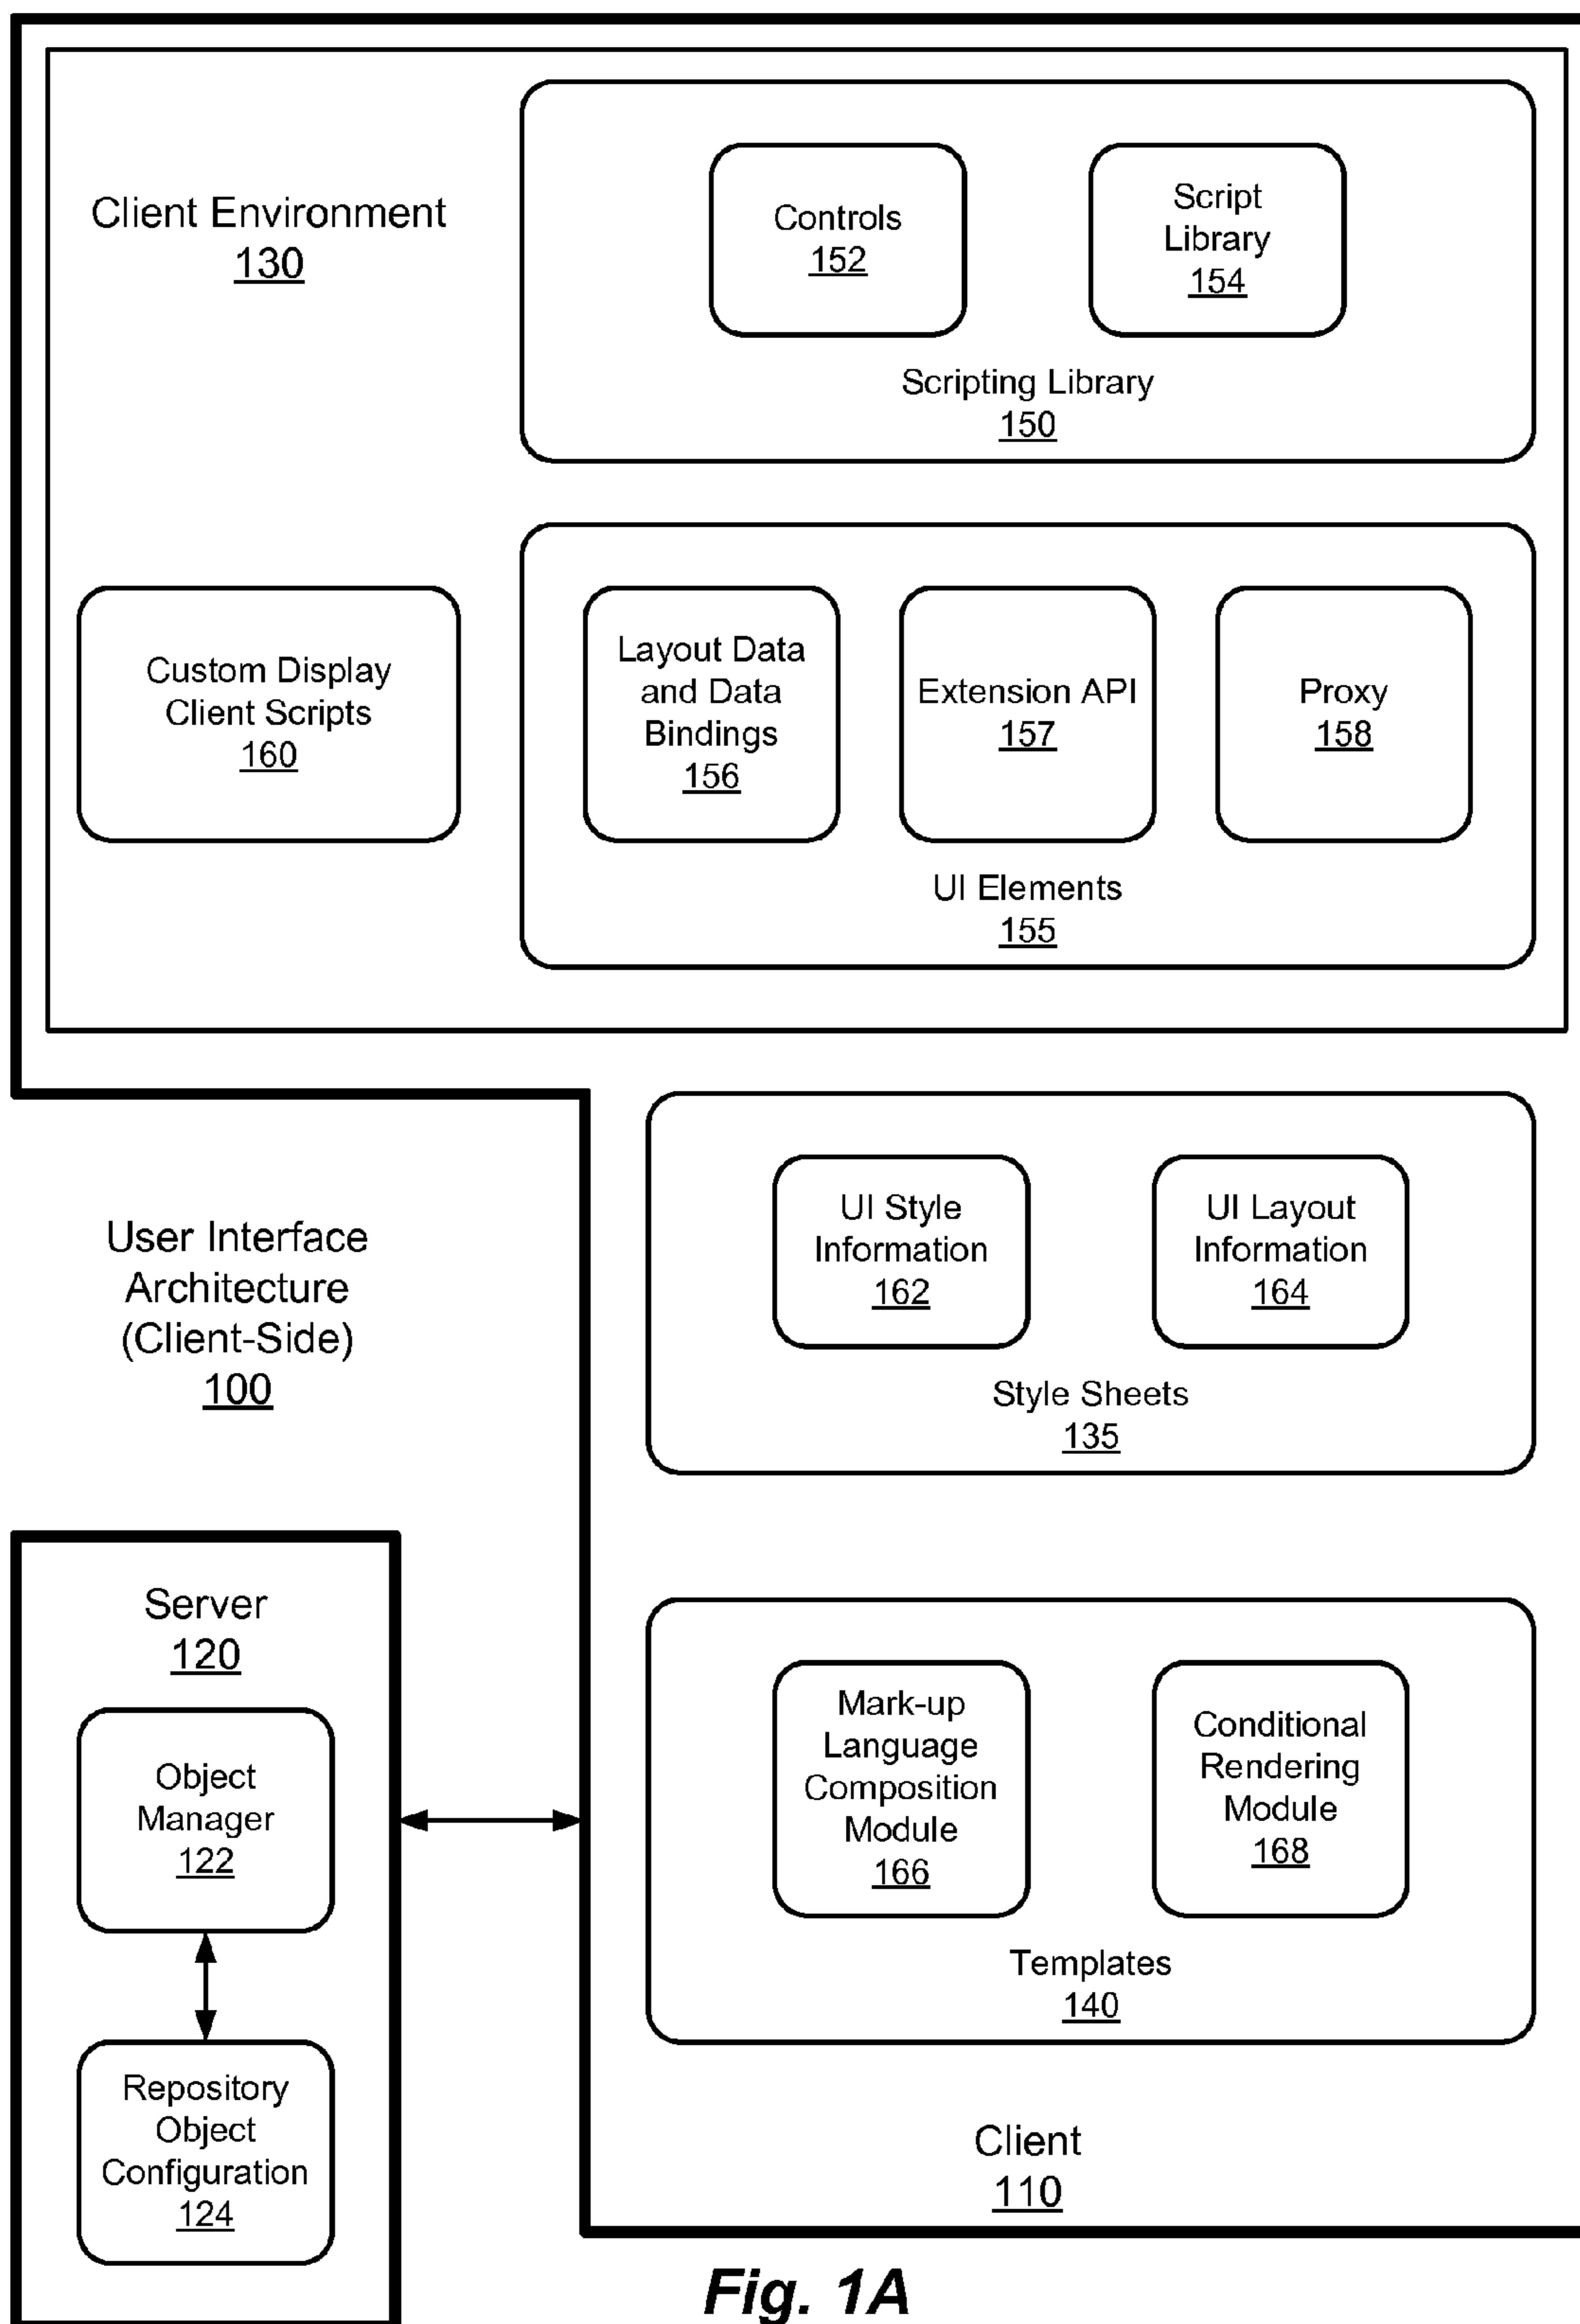 Client Environment
130
Controls
152
Script
Library
154
Scripting Library
150
Custom Display
Client Scripts
160
Layout Data
and Data
Bindings
156
Extension API
157
Proxy
158
UI Elements
155
User Interface
Architecture
(Client-Side)
100
UI Style
Information
162
UI Layout
Information
164
Style Sheets
135
Server
120
Object
Manager
122
Repository
Object
Configuration
124
Mark-up
Language
Composition
Module
166
Conditional
Rendering
Module
168
Templates
140
Client
110
Fig. 1A